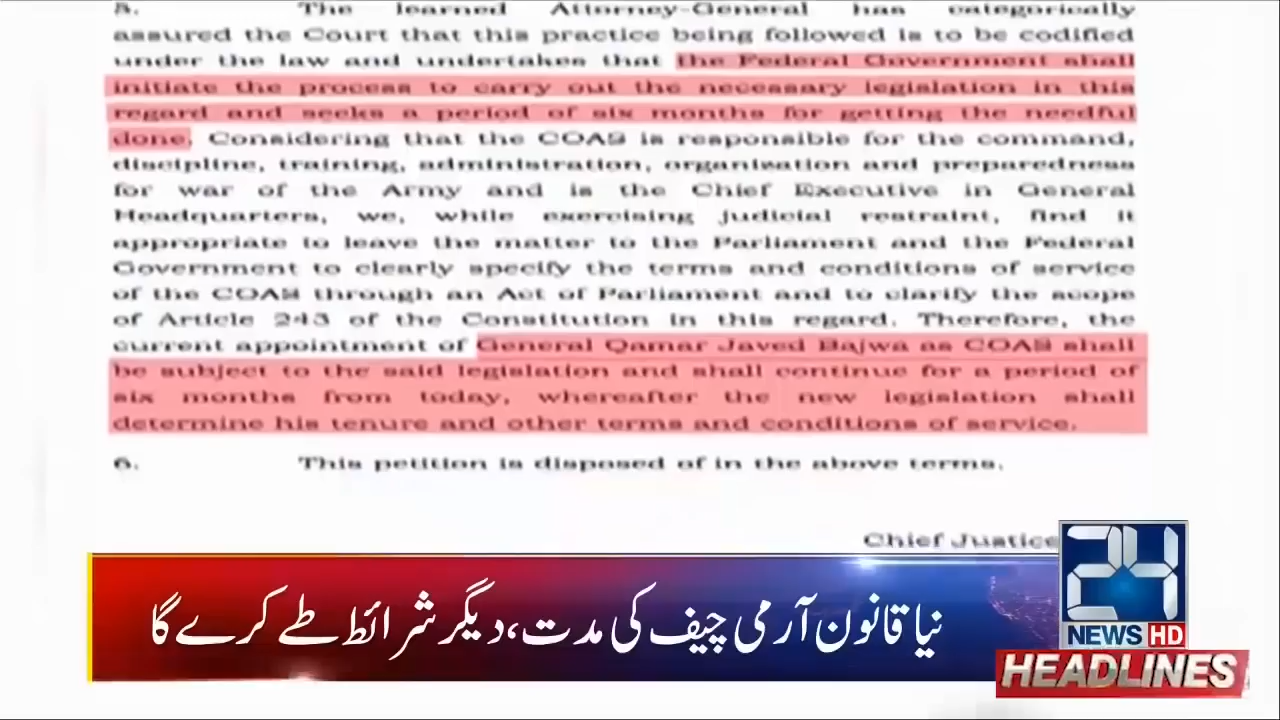 5. The learned Attorney-General has categorically
assured the Court that this practice being followed is to be codified
under the law and undertakes that the Federal Government shall
initiate the process to carry out the necessary legislation in this
regard and seeks a period of six months for getting the needful
done. Considering that the COAS is responsible for the command,
discipline, training, administration, organization and preparedness
for war of the Army and is the Chief Executive in General
Headquarters, we, while exercising judicial restraint, find it
appropriate to leave the matter to the Parliament and the Federal
Government to clearly specify the terms and conditions of service
of the COAS through an Act of Parliament and to clarify the scope
of Article 243 of the Constitution in this regard. Therefore, the
current appointment of General Qamar Javed Bajwa as COAS shall
be subject to the said legislation and shall continue for a period of
six months from today, whereafter the new legislation shall
determine his tenure and other terms and conditions of service.
6. This petition is disposed of in the above terms.
Chief Justice
نیا قانون آرمی چیف کی مدت، دیگر شرائط طے کرے گا
24
NEWS HD
HEADLINES